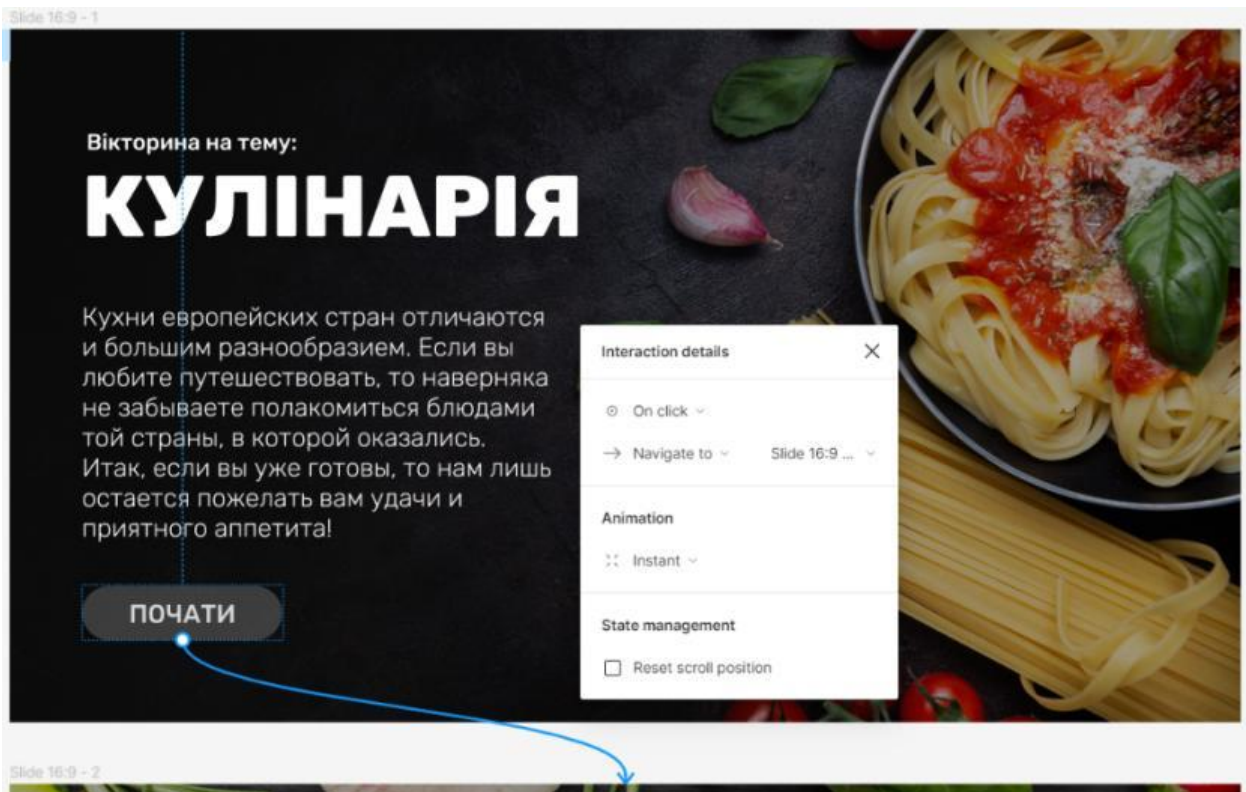 Slide 16:9 - 1
Вікторина на тему:
КУЛІНАРІЯ
Кухни европейских стран отличаются
и большим разнообразием. Если вы
любите путешествовать, то наверняка
не забываете полакомиться блюдами
той страны, в которой оказались.
Итак, если вы уже готовы, то нам лишь
остается пожелать вам удачи и
приятного аппетита!
ПОЧАТИ
Interaction details
On click
Navigate to Slide 16:9 ...
Animation
Instant
State management
Reset scroll position
Slide 16:9 - 2